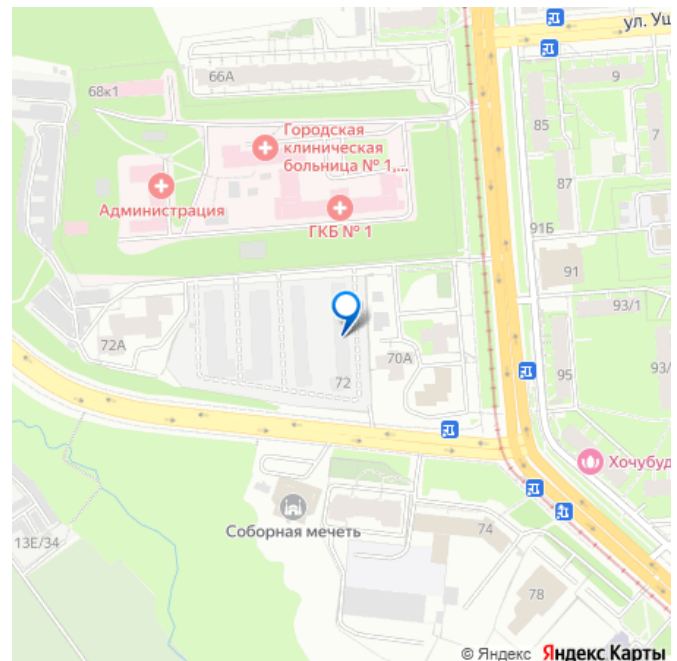 ул. Уш
66А
9
68к1
85
7
Городская
клиническая
больница № 1,...
87
Администрация
ГКБ № 1
91Б
91
93/1
72А
70А
72
95
93/
Хочубуд
Соборная мечеть
74
13Е/34
78
© Яндекс Яндекс Карты